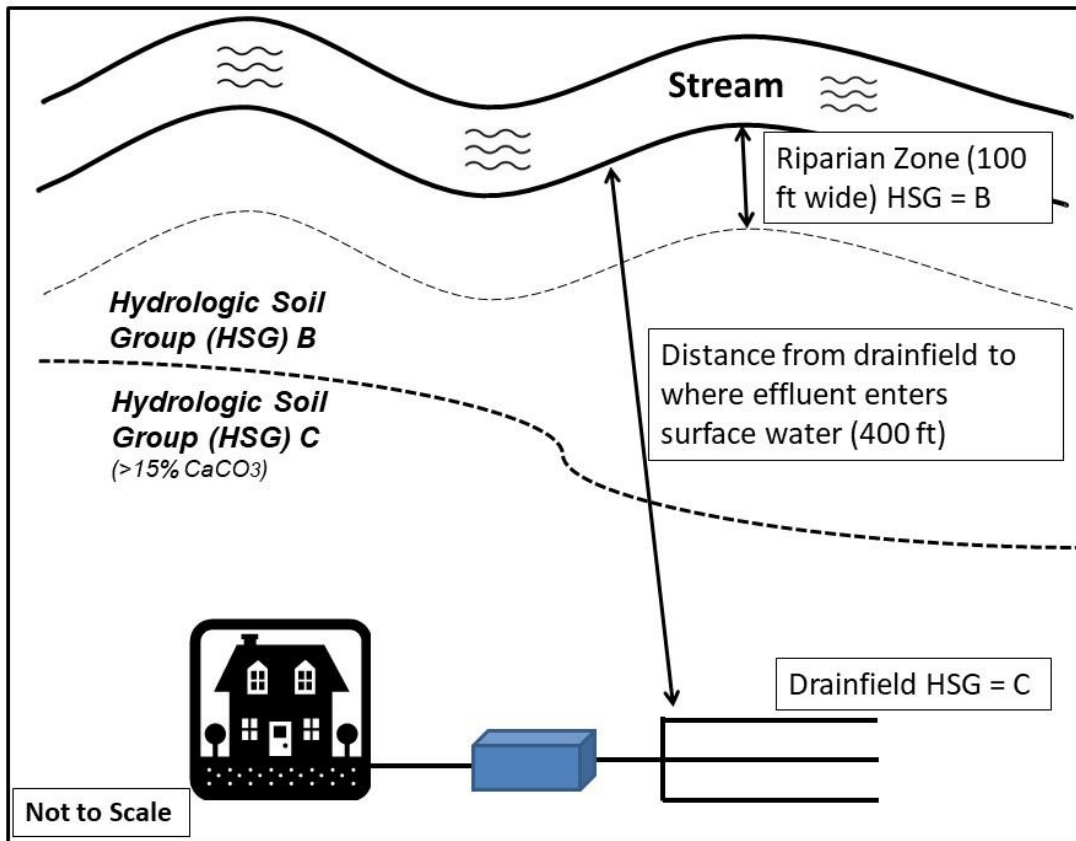 Stream
Riparian Zone (100
ft wide) HSG = B
Hydrologic Soil
Group (HSG) B
Distance from drainfield to
where effluent enters
surface water (400 ft)
Hydrologic Soil
Group (HSG) C
(>15% CaCO3)
Drainfield HSG = C
Not to Scale